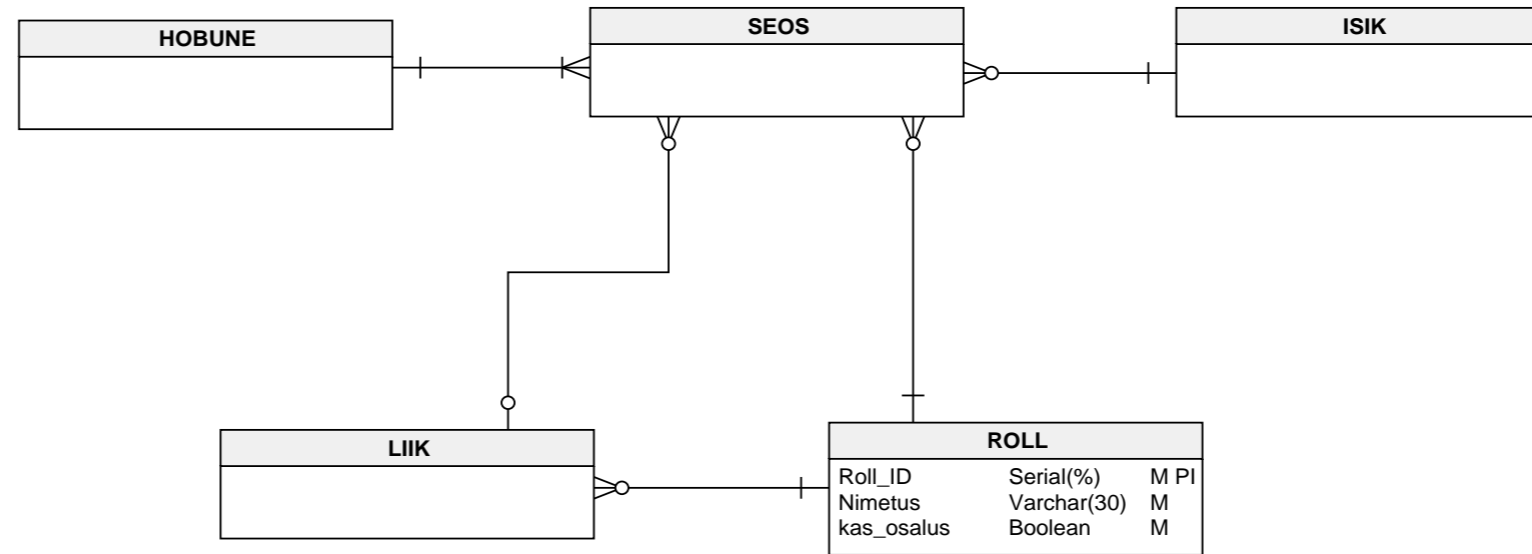 HOBUNE
SEOS
ISIK
LIIK
ROLL
Roll_ID Serial(%) M PI
Nimetus Varchar(30) M
kas_osalus Boolean M